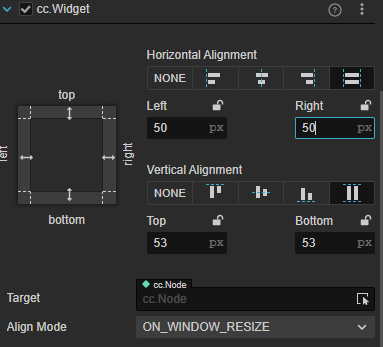 cc.Widget
Horizontal Alignment
NONE
top
Left
Right
50 px
50 px
left
right
Vertical Alignment
NONE
bottom
Top
Bottom
53 px
53 px
Target
cc.Node
cc.Node
Align Mode
ON_WINDOW_RESIZE